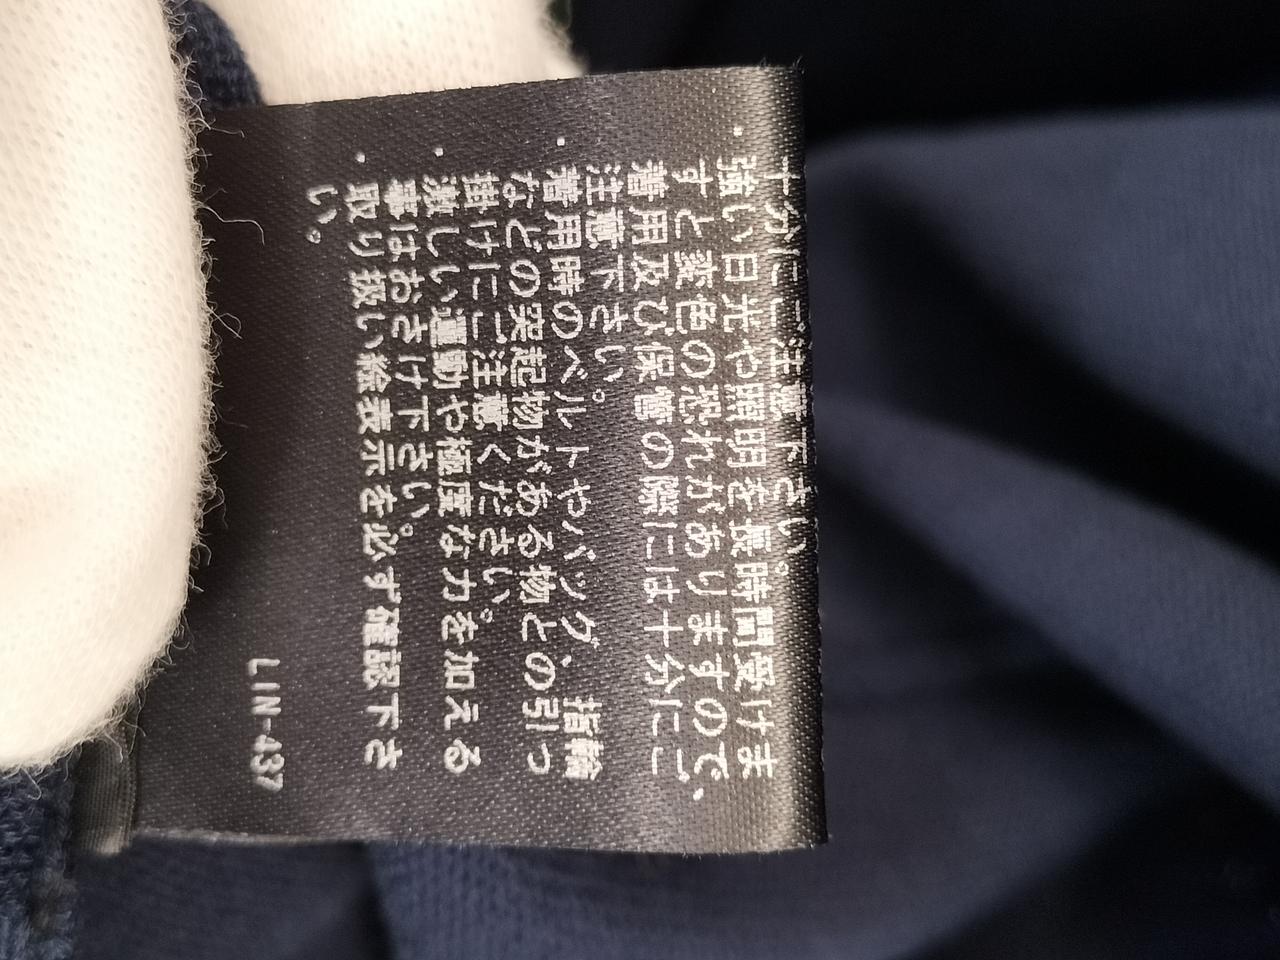 十分にご注意下さい。
・強い日光や照明を長時間受けま
すと変色の恐れがありますので、
着用及び保管の際には十分にご
注意下さい。
・着用時のベルトやバッグ、指輪
などの突起物がある物との引っ
掛けにご注意ください。
・激しい運動や極度な力を加える
事はおさけ下さい。
・取り扱い絵表示を必ず確認下さ
い。
LIN-437